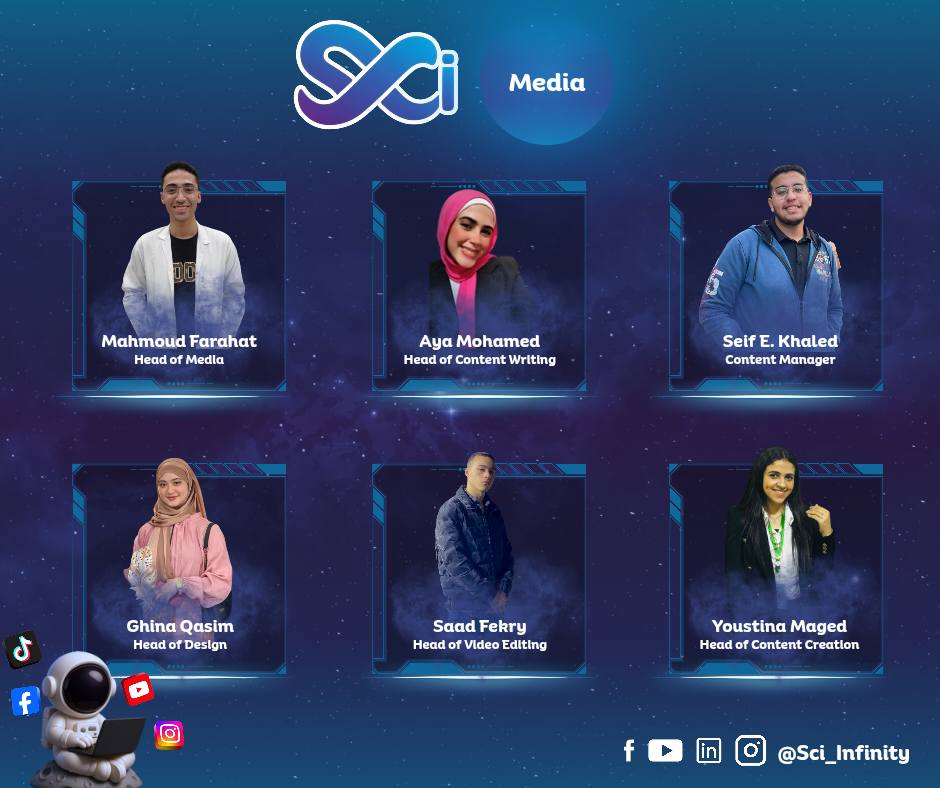 Sci
Media
Mahmoud Farahat
Head of Media
Aya Mohamed
Head of Content Writing
Seif E. Khaled
Content Manager
Ghina Qasim
Head of Design
Saad Fekry
Head of Video Editing
Youstina Maged
Head of Content Creation
@Sci_Infinity